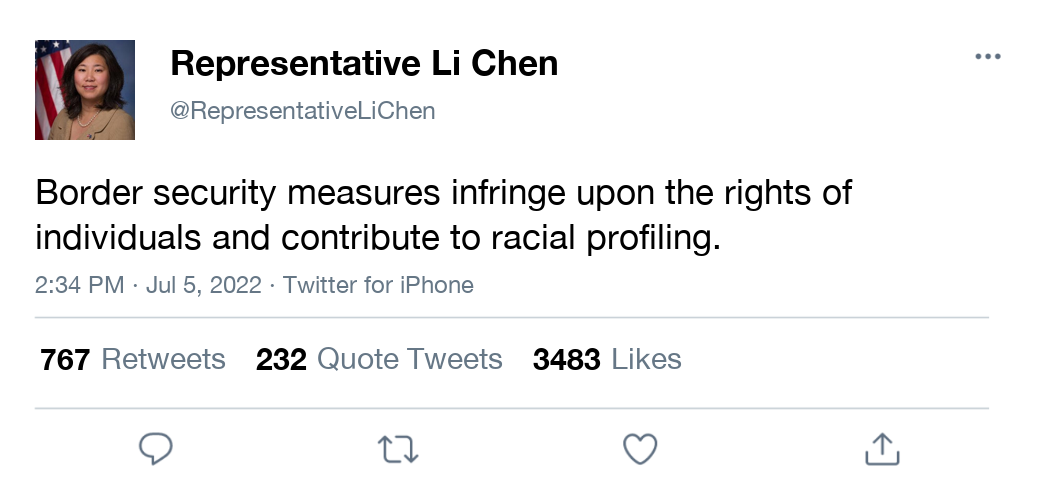 Representative Li Chen
@RepresentativeLiChen
Border security measures infringe upon the rights of
individuals and contribute to racial profiling.
2:34 PM · Jul 5, 2022 · Twitter for iPhone
767 Retweets 232 Quote Tweets 3483 Likes